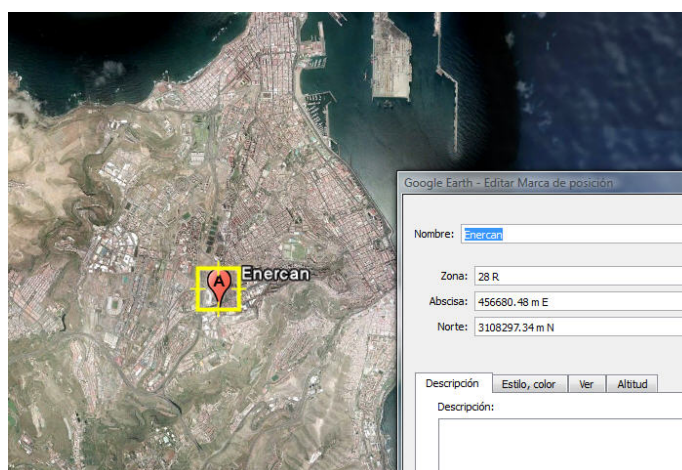 Google Earth - Editar Marca de posición
Nombre: Enercan
A Enercan
Zona: 28 R
Abscisa: 456680.48 m E
Norte: 3108297.34 m N
Descripción Estilo, color Ver Altitud
Descripción: